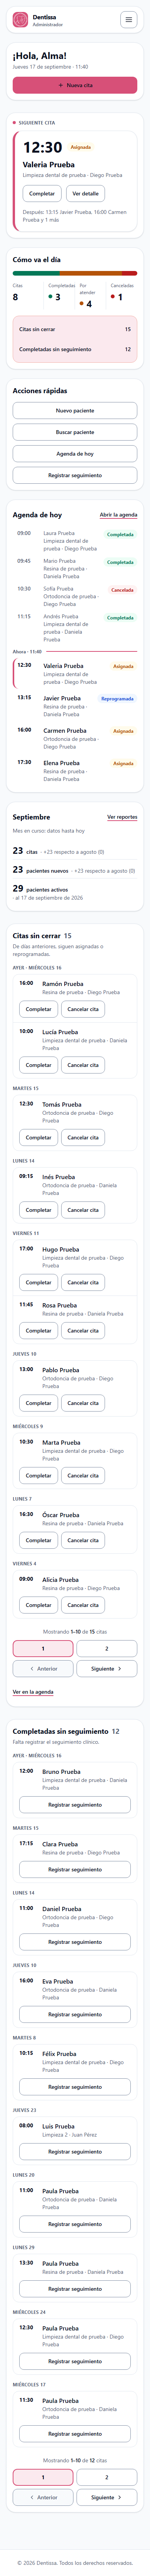 Dentissa
Administrador
¡Hola, Alma!
Jueves 17 de septiembre · 11:40
+ Nueva cita
SIGUIENTE CITA
12:30 Asignada
Valeria Prueba
Limpieza dental de prueba · Diego Prueba
Completar Ver detalle
Después: 13:15 Javier Prueba, 16:00 Carmen
Prueba y 1 más
Cómo va el día
Citas Completadas Por atender Canceladas
8 3 4 1
Citas sin cerrar 15
Completadas sin seguimiento 12
Acciones rápidas
Nuevo paciente
Buscar paciente
Agenda de hoy
Registrar seguimiento
Agenda de hoy Abrir la agenda
09:00 Laura Prueba Completada
Limpieza dental de
prueba · Diego Prueba
09:45 Mario Prueba Completada
Resina de prueba ·
Daniela Prueba
10:30 Sofía Prueba Cancelada
Ortodoncia de prueba ·
Diego Prueba
11:15 Andrés Prueba Completada
Limpieza dental de
prueba · Daniela
Prueba
Ahora · 11:40
12:30 Valeria Prueba Asignada
Limpieza dental de
prueba · Diego Prueba
13:15 Javier Prueba Reprogramada
Resina de prueba ·
Daniela Prueba
16:00 Carmen Prueba Asignada
Ortodoncia de prueba ·
Diego Prueba
17:30 Elena Prueba Asignada
Resina de prueba ·
Daniela Prueba
Septiembre Ver reportes
Mes en curso: datos hasta hoy
23 citas · +23 respecto a agosto (0)
23 pacientes nuevos · +23 respecto a agosto (0)
29 pacientes activos
· al 17 de septiembre de 2026
Citas sin cerrar 15
De días anteriores, siguen asignadas o
reprogramadas.
AYER · MIÉRCOLES 16
16:00 Ramón Prueba
Resina de prueba · Diego Prueba
Completar Cancelar cita
10:00 Lucía Prueba
Limpieza dental de prueba · Daniela
Prueba
Completar Cancelar cita
MARTES 15
12:30 Tomás Prueba
Ortodoncia de prueba · Diego
Prueba
Completar Cancelar cita
LUNES 14
09:15 Inés Prueba
Ortodoncia de prueba · Daniela
Prueba
Completar Cancelar cita
VIERNES 11
17:00 Hugo Prueba
Limpieza dental de prueba · Diego
Prueba
Completar Cancelar cita
11:45 Rosa Prueba
Resina de prueba · Daniela Prueba
Completar Cancelar cita
JUEVES 10
13:00 Pablo Prueba
Ortodoncia de prueba · Diego
Prueba
Completar Cancelar cita
MIÉRCOLES 9
10:30 Marta Prueba
Limpieza dental de prueba · Diego
Prueba
Completar Cancelar cita
LUNES 7
16:30 Óscar Prueba
Resina de prueba · Daniela Prueba
Completar Cancelar cita
VIERNES 4
09:00 Alicia Prueba
Resina de prueba · Diego Prueba
Completar Cancelar cita
Mostrando 1-10 de 15 citas
1 2
Anterior Siguiente
Ver en la agenda
Completadas sin seguimiento 12
Falta registrar el seguimiento clínico.
AYER · MIÉRCOLES 16
12:00 Bruno Prueba
Limpieza dental de prueba · Daniela
Prueba
Registrar seguimiento
MARTES 15
17:15 Clara Prueba
Resina de prueba · Diego Prueba
Registrar seguimiento
LUNES 14
11:00 Daniel Prueba
Ortodoncia de prueba · Diego
Prueba
Registrar seguimiento
JUEVES 10
16:00 Eva Prueba
Ortodoncia de prueba · Daniela
Prueba
Registrar seguimiento
MARTES 8
10:15 Félix Prueba
Limpieza dental de prueba · Diego
Prueba
Registrar seguimiento
JUEVES 23
08:00 Luis Prueba
Limpieza 2 · Juan Pérez
Registrar seguimiento
LUNES 20
11:00 Paula Prueba
Ortodoncia de prueba · Daniela
Prueba
Registrar seguimiento
LUNES 29
13:30 Paula Prueba
Resina de prueba · Daniela Prueba
Registrar seguimiento
MIÉRCOLES 24
12:30 Paula Prueba
Limpieza dental de prueba · Diego
Prueba
Registrar seguimiento
MIÉRCOLES 17
11:30 Paula Prueba
Ortodoncia de prueba · Daniela
Prueba
Registrar seguimiento
Mostrando 1-10 de 12 citas
1 2
Anterior Siguiente
© 2026 Dentissa. Todos los derechos reservados.